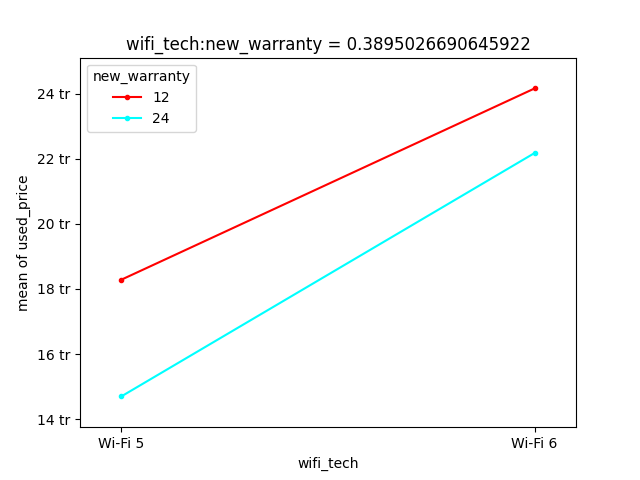 wifi_tech:new_warranty = 0.3895026690645922
new_warranty
12
24
24 tr
22 tr
20 tr
18 tr
16 tr
14 tr
mean of used_price
Wi-Fi 5
Wi-Fi 6
wifi_tech